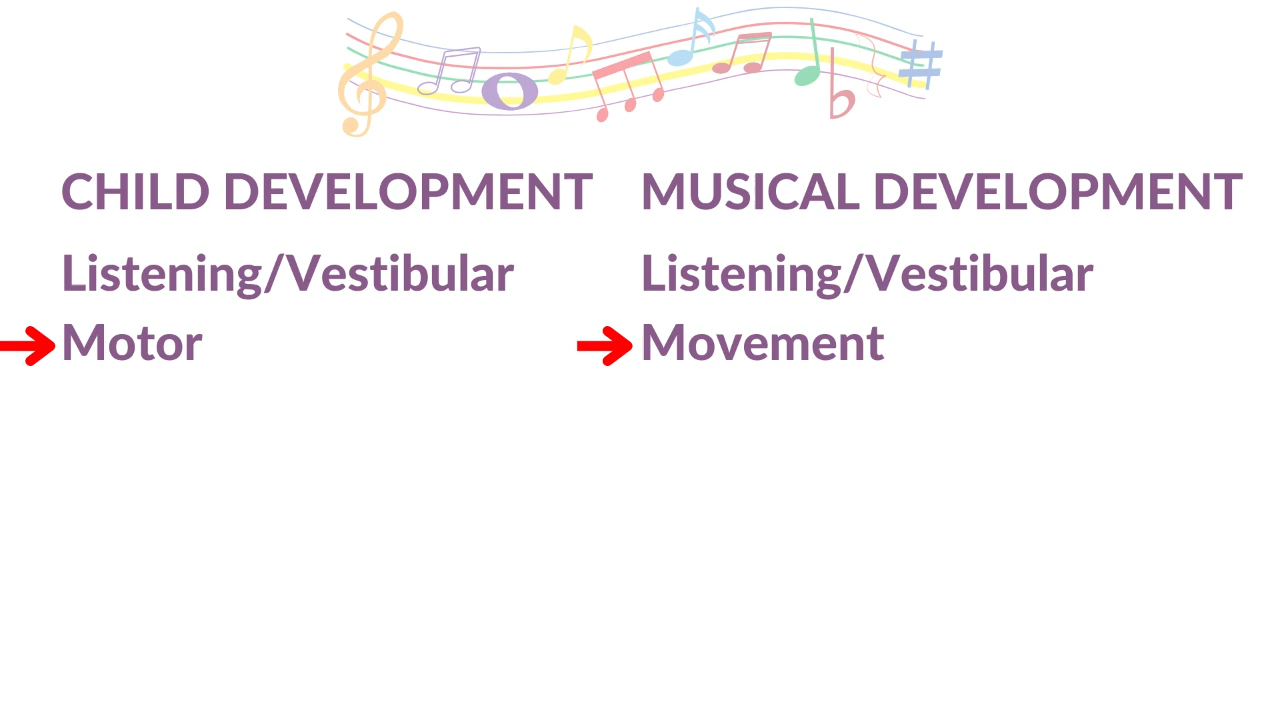 CHILD DEVELOPMENT
Listening/Vestibular
Motor
MUSICAL DEVELOPMENT
Listening/Vestibular
Movement